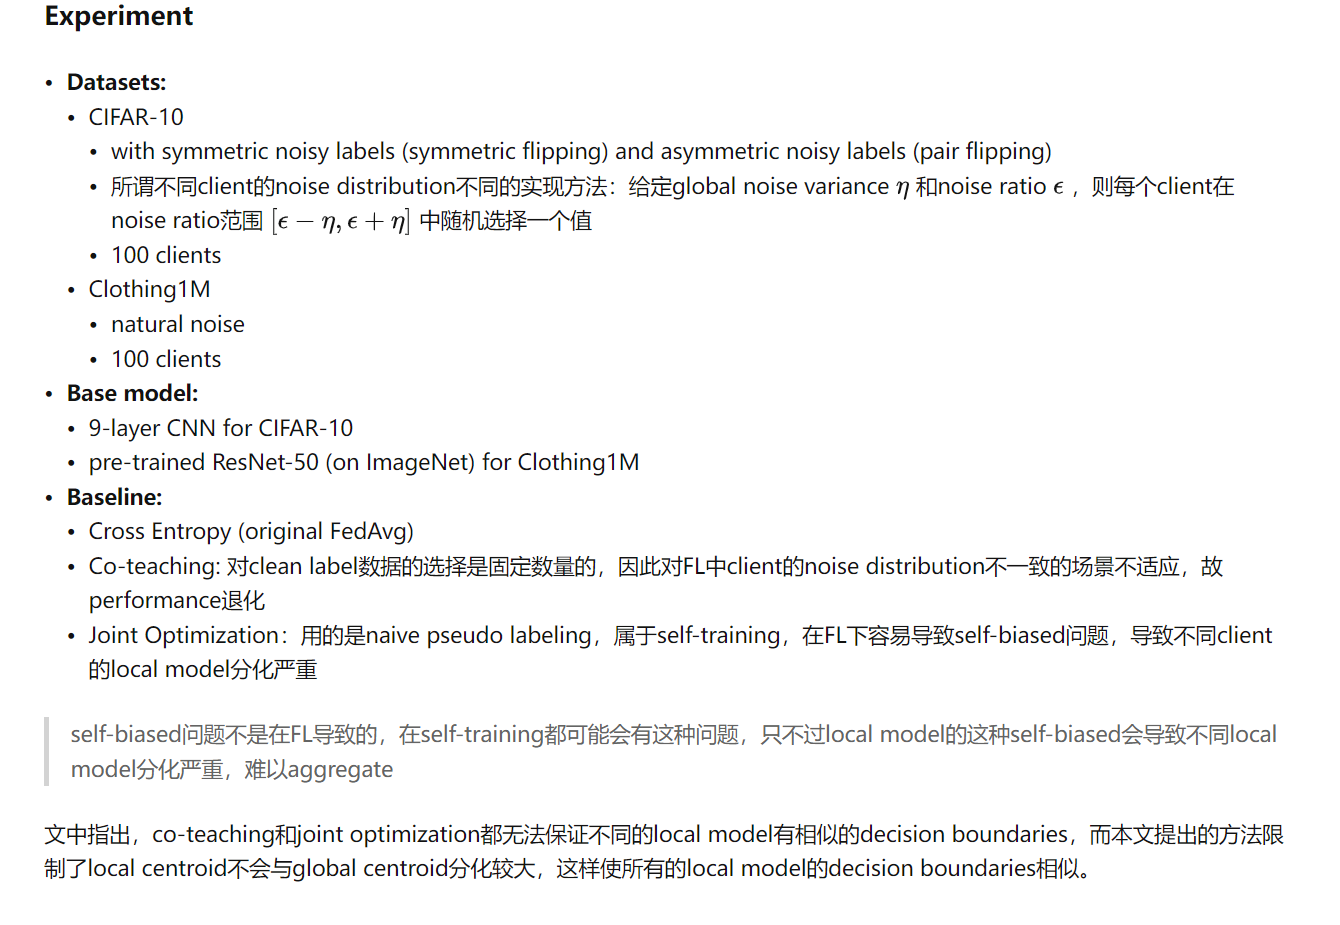 Experiment
• Datasets:
• CIFAR-10
• with symmetric noisy labels (symmetric flipping) and asymmetric noisy labels (pair flipping)
• 所谓不同client的noise distribution不同的实现方法：给定global noise variance η 和noise ratio ϵ ，则每个client在
noise ratio范围 [ϵ − η, ϵ + η] 中随机选择一个值
• 100 clients
• Clothing1M
• natural noise
• 100 clients
• Base model:
• 9-layer CNN for CIFAR-10
• pre-trained ResNet-50 (on ImageNet) for Clothing1M
• Baseline:
• Cross Entropy (original FedAvg)
• Co-teaching: 对clean label数据的选择是固定数量的，因此对FL中client的noise distribution不一致的场景不适应，故
performance退化
• Joint Optimization：用的是naive pseudo labeling，属于self-training，在FL下容易导致self-biased问题，导致不同client
的local model分化严重
self-biased问题不是在FL导致的，在self-training都可能会有这种问题，只不过local model的这种self-biased会导致不同local
model分化严重，难以aggregate
文中指出，co-teaching和joint optimization都无法保证不同的local model有相似的decision boundaries，而本文提出的方法限
制了local centroid不会与global centroid分化较大，这样使所有的local model的decision boundaries相似。